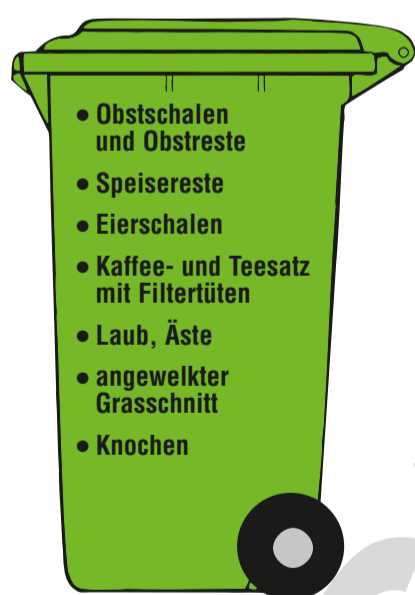 • Obstschalen
und Obstreste
• Speisereste
• Eierschalen
• Kaffee- und Teesatz
mit Filtertüten
• Laub, Äste
• angewelkter
Grasschnitt
• Knochen